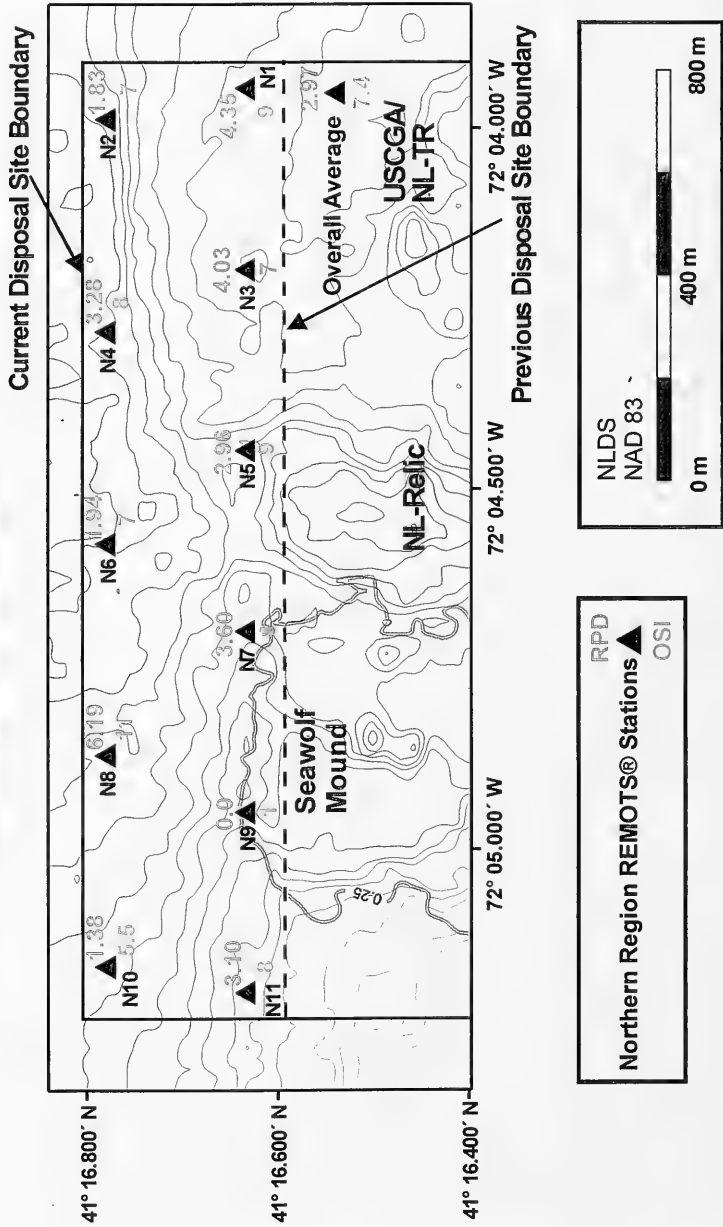 Current Disposal Site Boundary
41° 16.800´ N
41° 16.600´ N
41° 16.400´ N
N10
1.38
5.5
N8
6.19
11
N6
1.94
7
N4
3.28
8
N2
1.83
7
N11
3.10
8
N9
0.0
1
N7
3.60
N5
2.96
9
N3
4.03
7
N1
4.35
9
Seawolf
Mound
NL-Relic
Overall Average
2.97
7.4
USCGA/
NL-TR
0.25
72° 05.000´ W
72° 04.500´ W
72° 04.000´ W
Previous Disposal Site Boundary
RPD
Northern Region REMOTS® Stations
OSI
NLDS
NAD 83
0 m
400 m
800 m